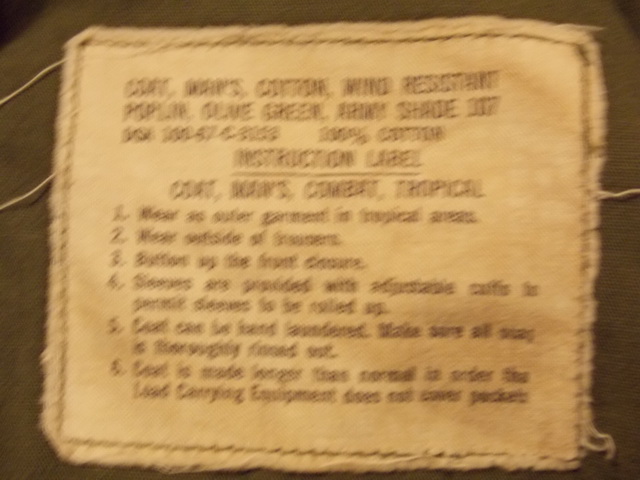 COAT, MAN'S, COTTON, WIND RESISTANT
POPLIN, OLIVE GREEN, ARMY SHADE 107
DSA 100-67-C- 100% COTTON
INSTRUCTION LABEL
COAT, MAN'S, COMBAT, TROPICAL
1. Wear as outer garment in tropical areas.
2. Wear outside of trousers.
3. Button up the front closure.
4. Sleeves are provided with adjustable cuffs to
permit sleeves to be rolled up.
5. Coat can be hand laundered. Make sure all soap
is thoroughly rinsed out.
6. Coat is made longer than normal in order the
Load Carrying Equipment does not cover pockets